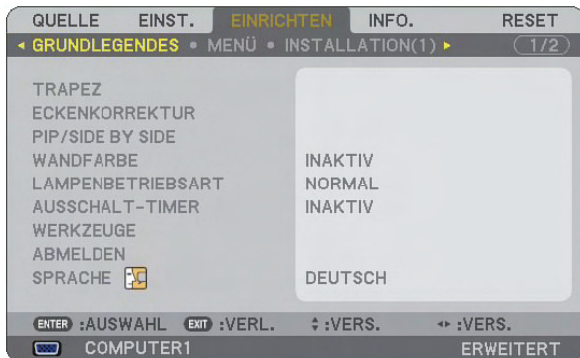 QUELLE EINST. EINRICHTEN INFO. RESET
GRUNDLEGENDES • MENÜ • INSTALLATION(1) 1/2
TRAPEZ
ECKENKORREKTUR
PIP/SIDE BY SIDE
WANDFARBE INAKTIV
LAMPENBETRIEBSART NORMAL
AUSSCHALT-TIMER INAKTIV
WERKZEUGE
ABMELDEN
SPRACHE DEUTSCH
ENTER :AUSWAHL EXIT :VERL. :VERS. :VERS.
COMPUTER1 ERWEITERT